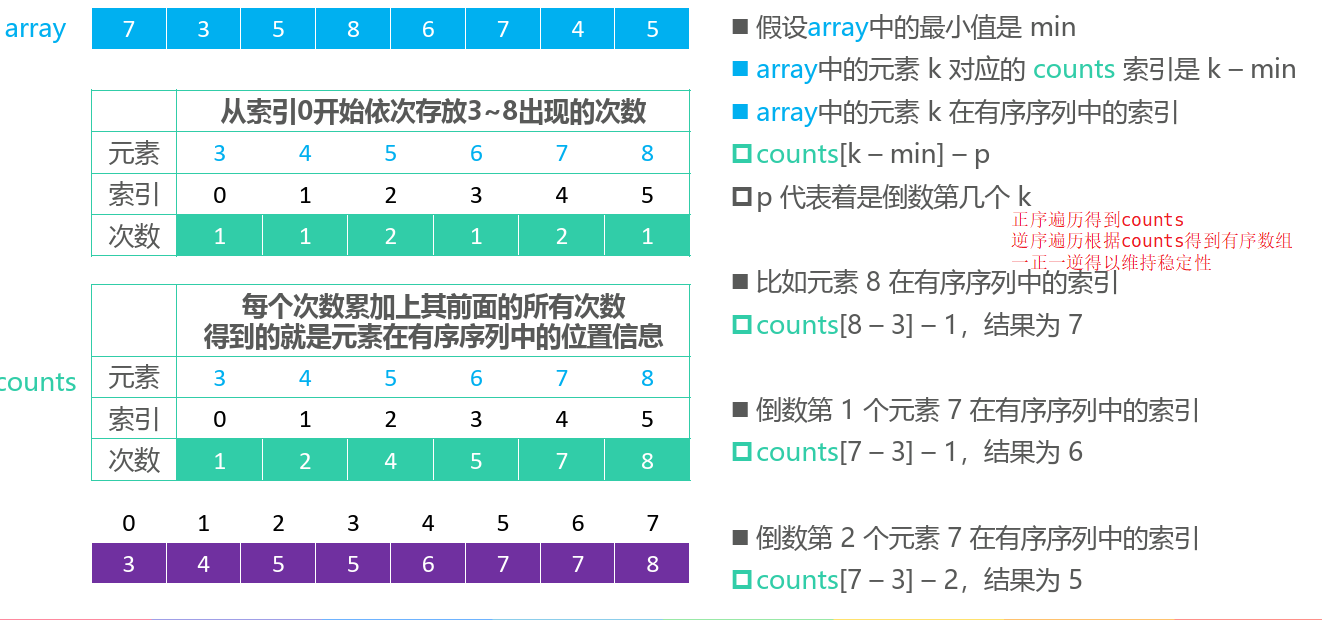 array 7 3 5 8 6 7 4 5
从索引0开始依次存放3~8出现的次数
元素 3 4 5 6 7 8
索引 0 1 2 3 4 5
次数 1 1 2 1 2 1
每个次数累加上其前面的所有次数
得到的就是元素在有序序列中的位置信息
counts
元素 3 4 5 6 7 8
索引 0 1 2 3 4 5
次数 1 2 4 5 7 8
0 1 2 3 4 5 6 7
3 4 5 5 6 7 7 8
假设array中的最小值是 min
array中的元素 k 对应的 counts 索引是 k – min
array中的元素 k 在有序序列中的索引
counts[k – min] – p
p 代表着是倒数第几个 k
正序遍历得到counts
逆序遍历根据counts得到有序数组
一正一逆得以维持稳定性
比如元素 8 在有序序列中的索引
counts[8 – 3] – 1，结果为 7
倒数第 1 个元素 7 在有序序列中的索引
counts[7 – 3] – 1，结果为 6
倒数第 2 个元素 7 在有序序列中的索引
counts[7 – 3] – 2，结果为 5